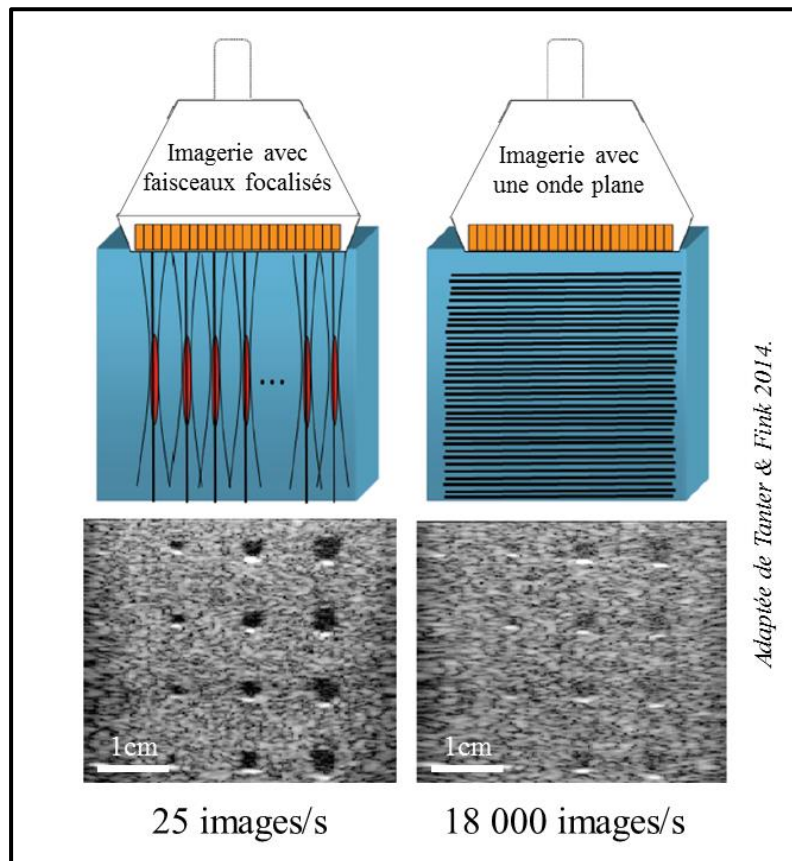 Imagerie avec
faisceaux focalisés
Imagerie avec
une onde plane
...
Adaptée de Tanter & Fink 2014.
1cm
1cm
25 images/s
18 000 images/s